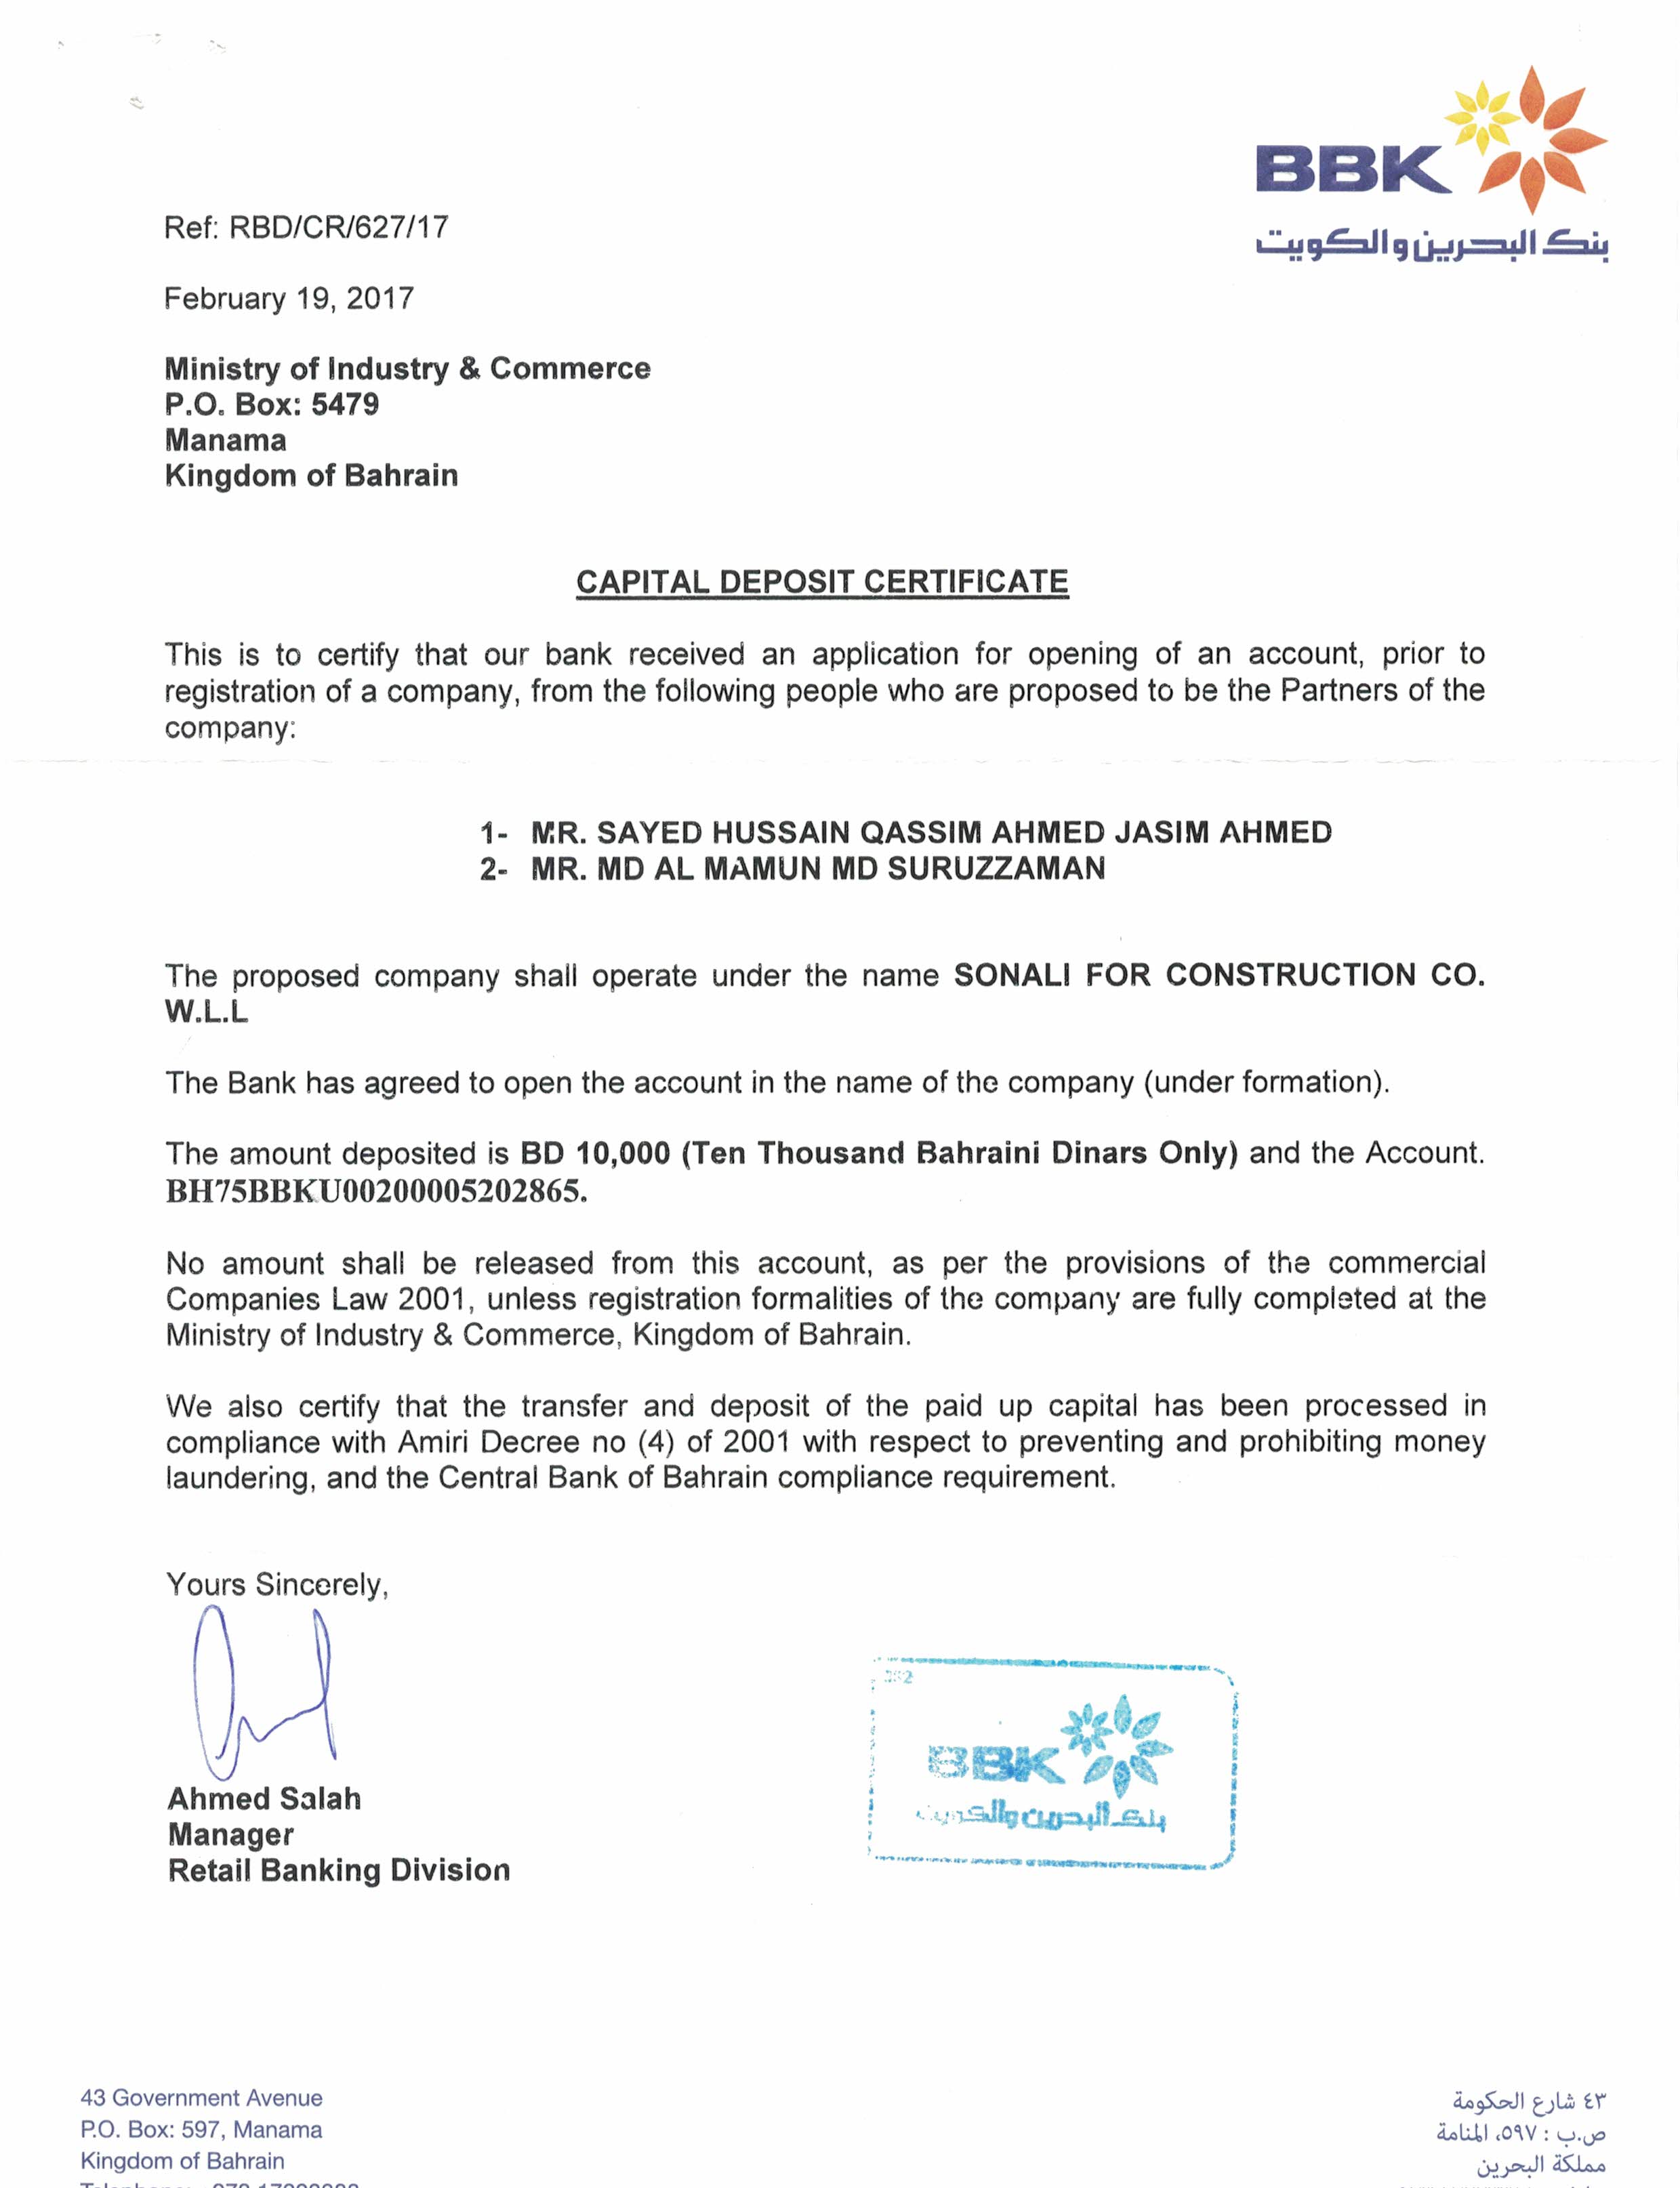 BBK
بنك البحرين والكويت
Ref: RBD/CR/627/17
February 19, 2017
Ministry of Industry & Commerce
P.O. Box: 5479
Manama
Kingdom of Bahrain
CAPITAL DEPOSIT CERTIFICATE
This is to certify that our bank received an application for opening of an account, prior to
registration of a company, from the following people who are proposed to be the Partners of the
company:
1- MR. SAYED HUSSAIN QASSIM AHMED JASIM AHMED
2- MR. MD AL MAMUN MD SURUZZAMAN
The proposed company shall operate under the name SONALI FOR CONSTRUCTION CO.
W.L.L
The Bank has agreed to open the account in the name of the company (under formation).
The amount deposited is BD 10,000 (Ten Thousand Bahraini Dinars Only) and the Account.
BH75BBKU00200005202865.
No amount shall be released from this account, as per the provisions of the commercial
Companies Law 2001, unless registration formalities of the company are fully completed at the
Ministry of Industry & Commerce, Kingdom of Bahrain.
We also certify that the transfer and deposit of the paid up capital has been processed in
compliance with Amiri Decree no (4) of 2001 with respect to preventing and prohibiting money
laundering, and the Central Bank of Bahrain compliance requirement.
Yours Sincerely,
Ahmed Salah
Manager
Retail Banking Division
BBK
بنك البحرين والكويت
43 Government Avenue
P.O. Box: 597, Manama
Kingdom of Bahrain
٤٣ شارع الحكومة
ص.ب : ٥٩٧، المنامة
مملكة البحرين